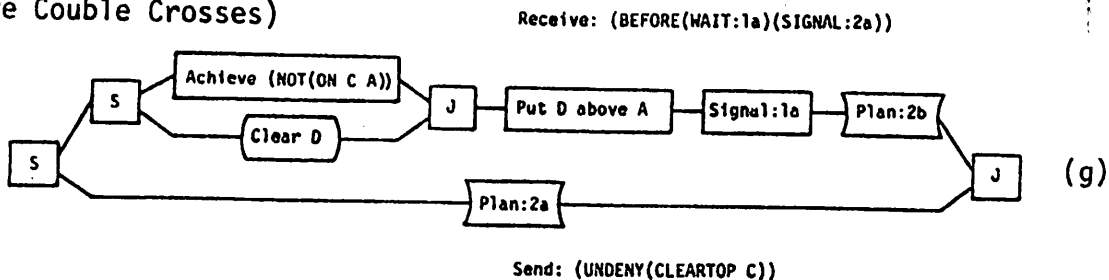 e Couble Crosses)
Receive: (BEFORE(WAIT:1a)(SIGNAL:2a))
Achieve (NOT(ON C A))
S
J
Put D above A
Signal:1a
Plan:2b
Clear D
S
J
(g)
Plan:2a
Send: (UNDENY(CLEARTOP C))